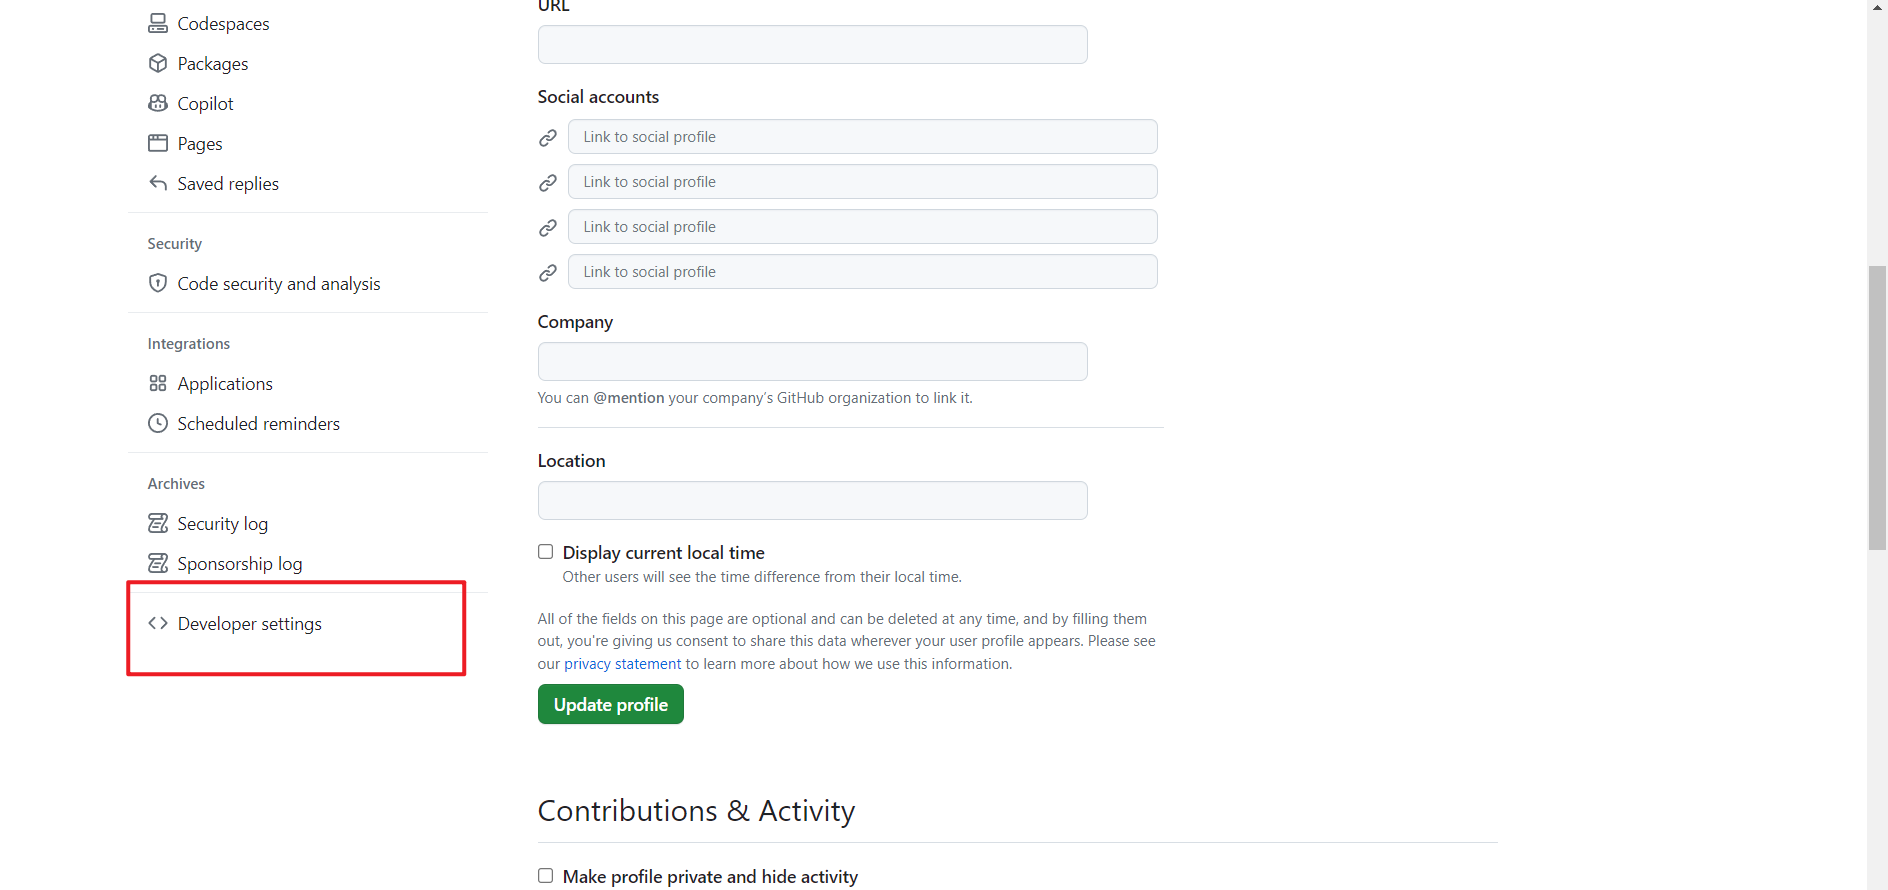 Codespaces
Packages
Copilot
Pages
Saved replies
Security
Code security and analysis
Integrations
Applications
Scheduled reminders
Archives
Security log
Sponsorship log
Developer settings
URL
Social accounts
Link to social profile
Link to social profile
Link to social profile
Link to social profile
Company
You can @mention your company’s GitHub organization to link it.
Location
Display current local time
Other users will see the time difference from their local time.
All of the fields on this page are optional and can be deleted at any time, and by filling them
out, you're giving us consent to share this data wherever your user profile appears. Please see
our privacy statement to learn more about how we use this information.
Update profile
Contributions & Activity
Make profile private and hide activity